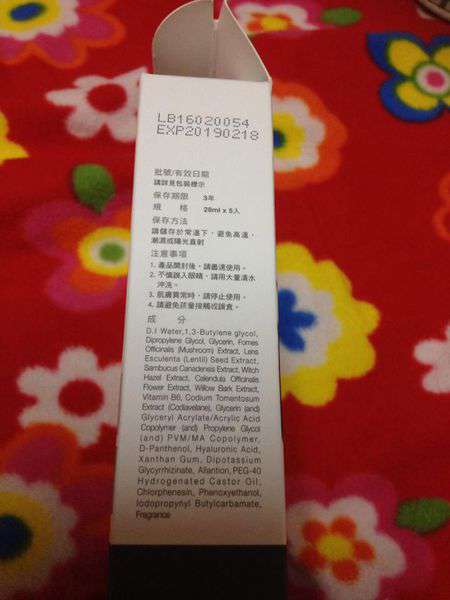 LB16020054
EXP20190218
批號/有效日期
請詳見包裝標示
保存期限 3年
規 格 28ml x 5入
保存方法
請儲存於常溫下，避免高溫，
潮濕或陽光直射
注意事項
1. 產品開封後，請儘速使用。
2. 不慎誤入眼睛，請用大量清水
沖洗。
3. 肌膚異常時，請停止使用。
4. 請避免孩童接觸或誤食。
成 分
D.I Water,1,3-Butylene glycol,
Dipropylene Glycol, Glycerin, Fomes
Officinalis (Mushroom) Extract, Lens
Esculenta (Lentil) Seed Extract,
Sambucus Canadensis Extract, Witch
Hazel Extract, Calendula Officinalis
Flower Extract, Willow Bark Extract,
Vitamin B6, Codium Tomentosum
Extract (Codiavelane), Glycerin (and)
Glyceryl Acrylate/Acrylic Acid
Copolymer (and) Propylene Glycol
(and) PVM/MA Copolymer,
D-Panthenol, Hyaluronic Acid,
Xanthan Gum, Dipotassium
Glycyrrhizinate, Allantion, PEG-40
Hydrogenated Castor Oil,
Chlorphenesin, Phenoxyethanol,
Iodopropynyl Butylcarbamate,
Fragrance